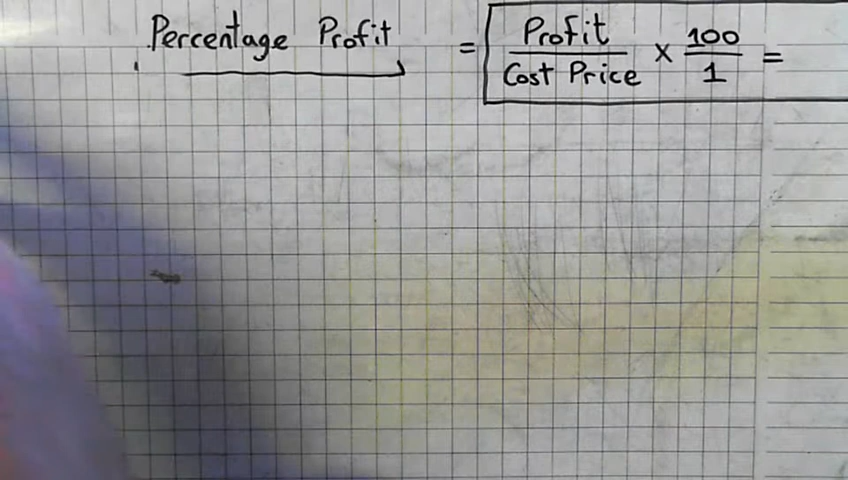 Percentage Profit = Profit / Cost Price × 100 / 1 =